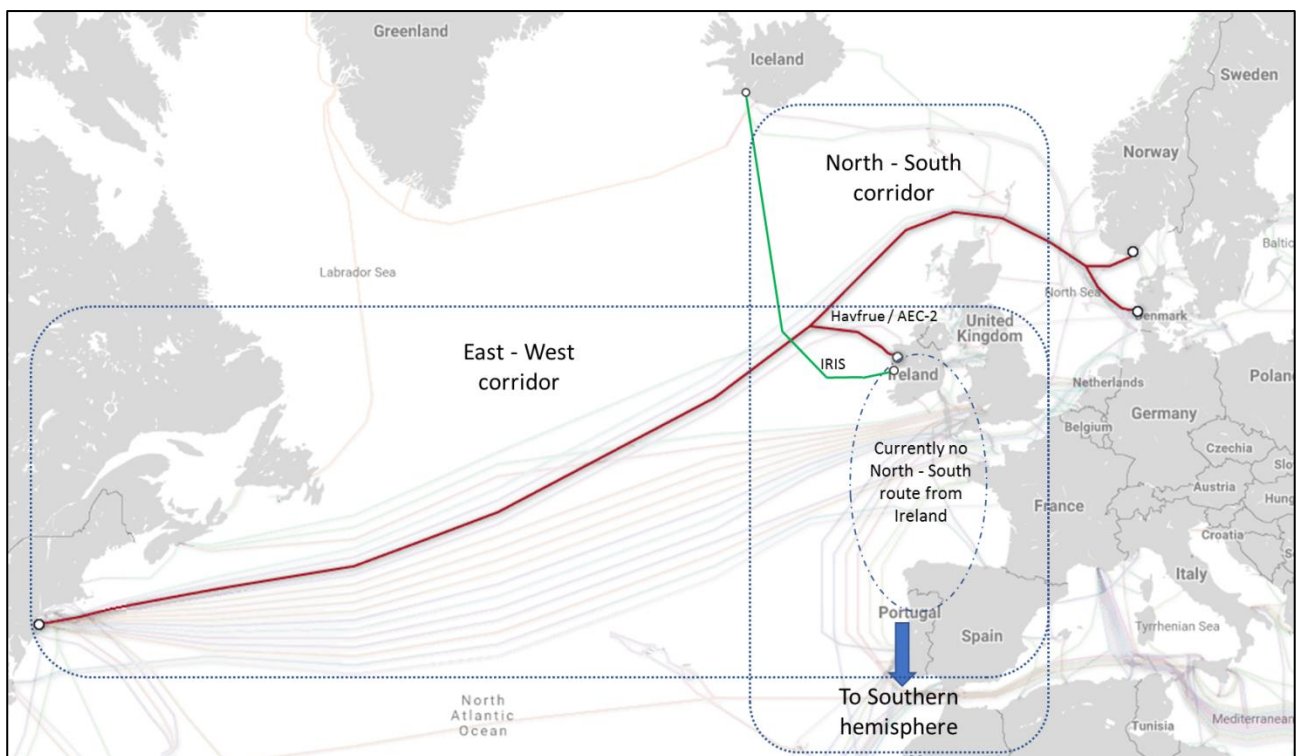 Greenland
Iceland
Sweden
Norway
North - South
corridor
Labrador Sea
Baltic
North Sea
Havfrue / AEC-2
Denmark
United
Kingdom
East - West
corridor
IRIS
Ireland
Netherlands
Poland
Germany
Belgium
Czechia
Currently no
North - South
route from
Ireland
Austria
France
Croatia
Italy
Portugal
Spain
Tyrrhenian Sea
North
Atlantic
Ocean
To Southern
hemisphere
Tunisia
Mediterranean